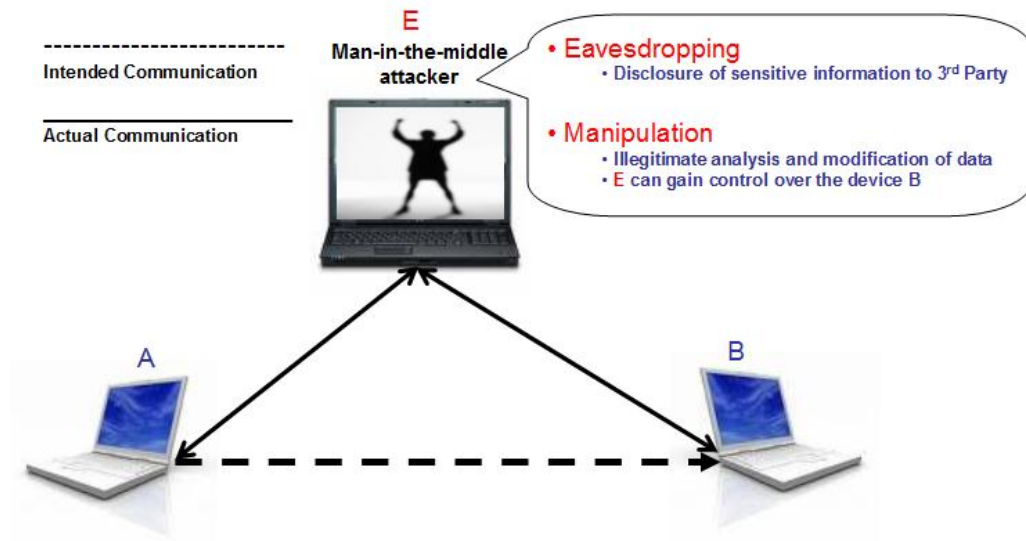 E
Man-in-the-middle
attacker
Intended Communication
Actual Communication
• Eavesdropping
• Disclosure of sensitive information to 3rd Party
• Manipulation
• Illegitimate analysis and modification of data
• E can gain control over the device B
A
B